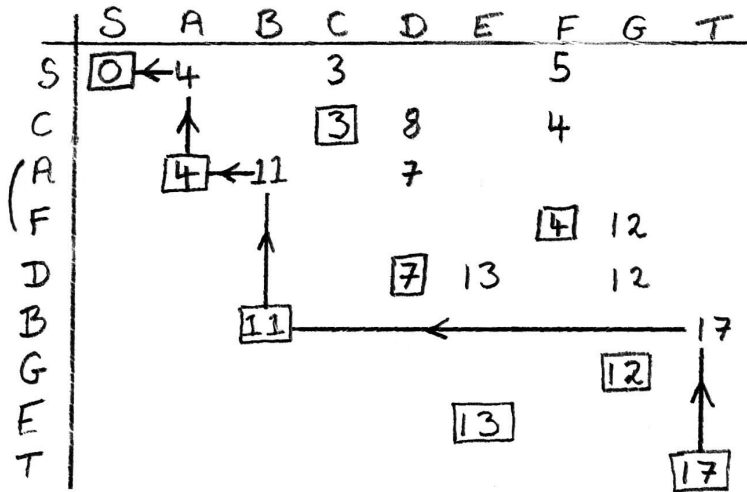 S A B C D E F G T
S 0 4 3 5
C 3 8 4
A 4 11 7
F 4 12
D 7 13 12
B 11 17
G 12
E 13
T 17